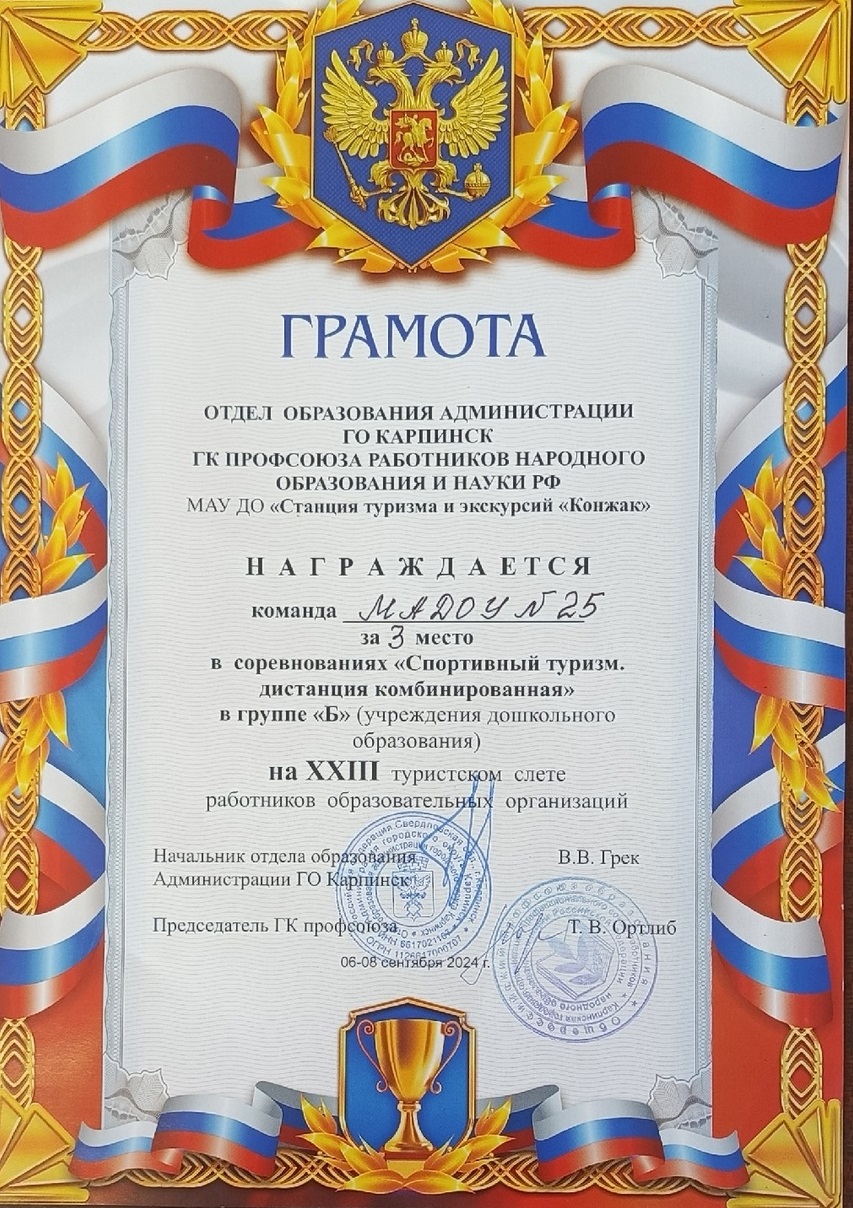 ГРАМОТА
ОТДЕЛ ОБРАЗОВАНИЯ АДМИНИСТРАЦИИ
ГО КАРПИНСК
ГК ПРОФСОЮЗА РАБОТНИКОВ НАРОДНОГО
ОБРАЗОВАНИЯ И НАУКИ РФ
МАУ ДО «Станция туризма и экскурсий «Конжак»
НАГРАЖДАЕТСЯ
команда МАДОУ N 25
за 3 место
в соревнованиях «Спортивный туризм.
дистанция комбинированная»
в группе «Б» (учреждения дошкольного
образования)
на XXIII туристском слете
работников образовательных организаций
Начальник отдела образования В.В. Грек
Администрации ГО Карпинск
Председатель ГК профсоюза Т. В. Ортлиб
06-08 сентября 2024 г.